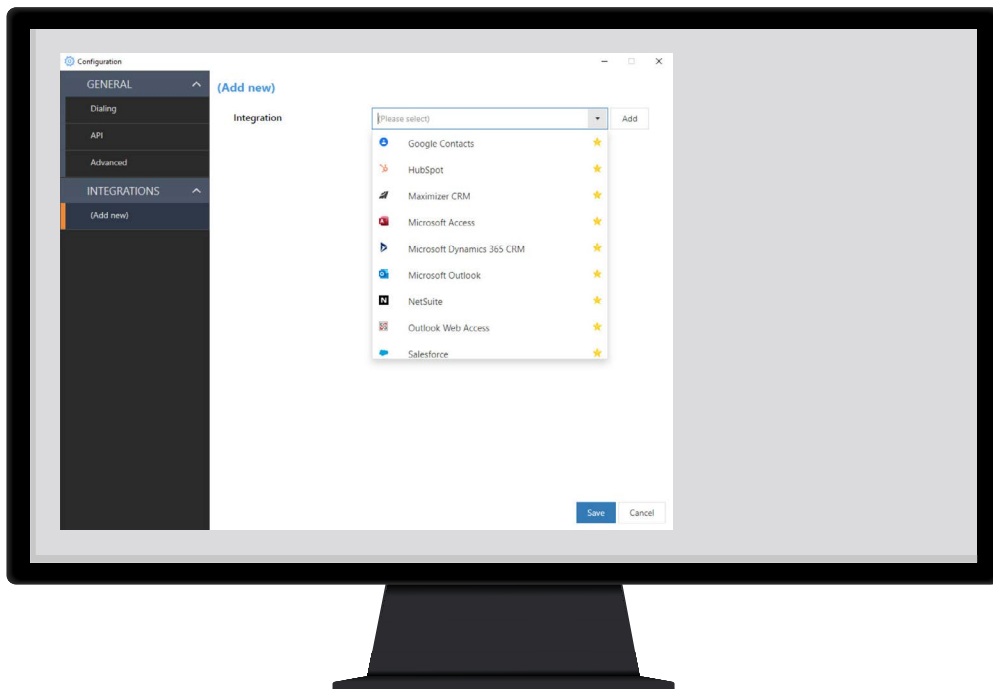 Configuration
GENERAL
(Add new)
Dialing
Integration
(Please select)
Add
API
Google Contacts
Advanced
HubSpot
INTEGRATIONS
Maximizer CRM
(Add new)
Microsoft Access
Microsoft Dynamics 365 CRM
Microsoft Outlook
N
NetSuite
Outlook Web Access
Salesforce
Save
Cancel